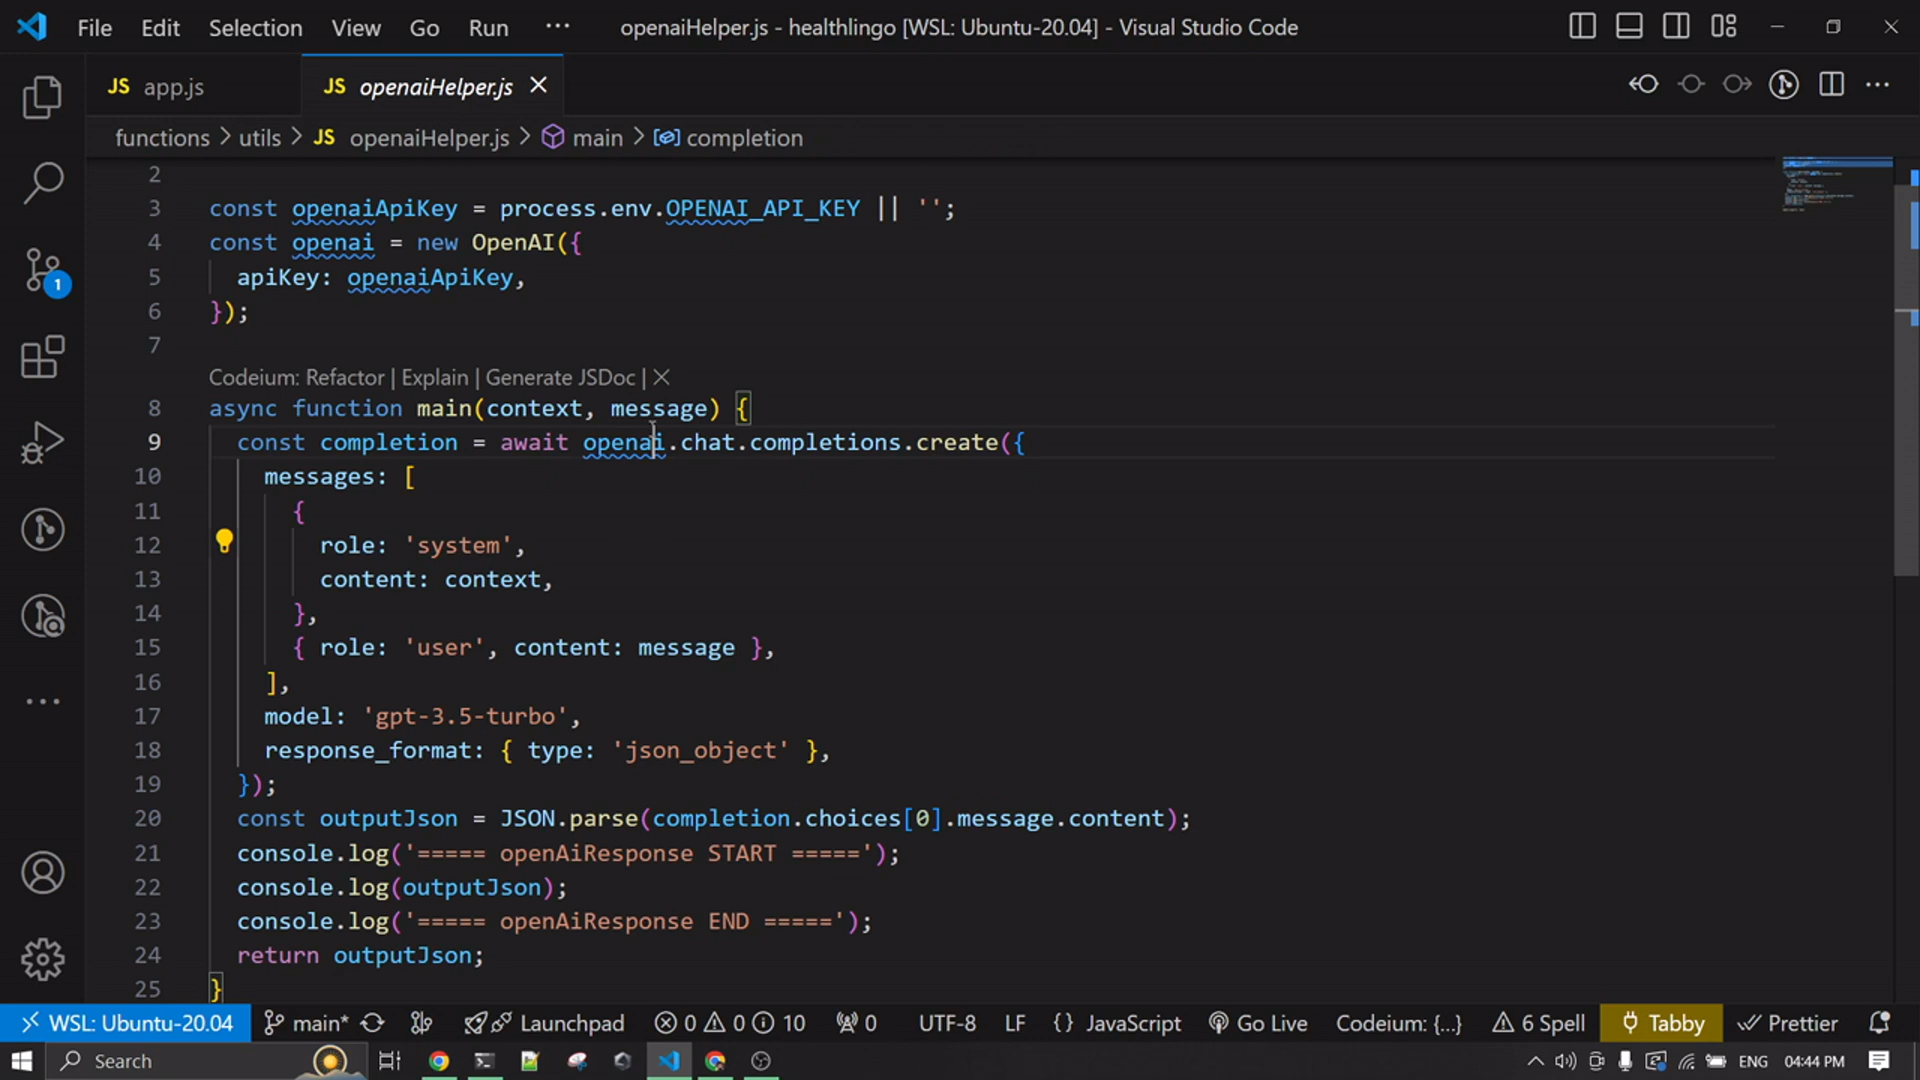 File Edit Selection View Go Run ··· openaiHelper.js - healthlingo [WSL: Ubuntu-20.04] - Visual Studio Code
JS app.js JS openaiHelper.js
functions > utils > JS openaiHelper.js > main > completion
2
3 const openaiApiKey = process.env.OPENAI_API_KEY || '';
4 const openai = new OpenAI({
5 apiKey: openaiApiKey,
6 });
7
Codeium: Refactor | Explain | Generate JSDoc | ×
8 async function main(context, message) {
9 const completion = await openai.chat.completions.create({
10 messages: [
11 {
12 role: 'system',
13 content: context,
14 },
15 { role: 'user', content: message },
16 ],
17 model: 'gpt-3.5-turbo',
18 response_format: { type: 'json_object' },
19 });
20 const outputJson = JSON.parse(completion.choices[0].message.content);
21 console.log('===== openAiResponse START =====');
22 console.log(outputJson);
23 console.log('===== openAiResponse END =====');
24 return outputJson;
25 }
1
WSL: Ubuntu-20.04 main* Launchpad 0 0 10 0 UTF-8 LF {} JavaScript Go Live Codeium: {...} 6 Spell Tabby Prettier
Search ENG 04:44 PM